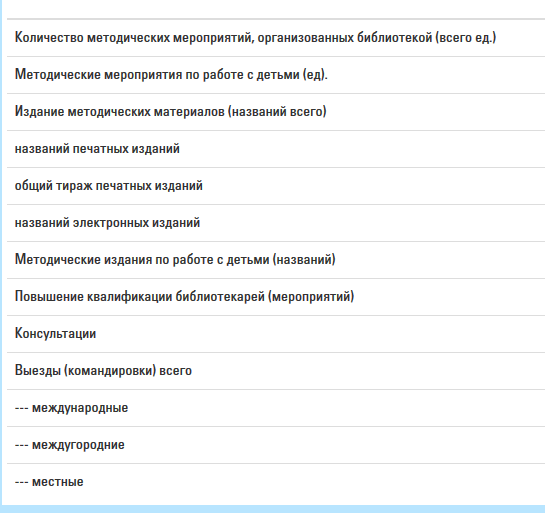 Количество методических мероприятий, организованных библиотекой (всего ед.)
Методические мероприятия по работе с детьми (ед).
Издание методических материалов (названий всего)
названий печатных изданий
общий тираж печатных изданий
названий электронных изданий
Методические издания по работе с детьми (названий)
Повышение квалификации библиотекарей (мероприятий)
Консультации
Выезды (командировки) всего
--- международные
--- междугородние
--- местные